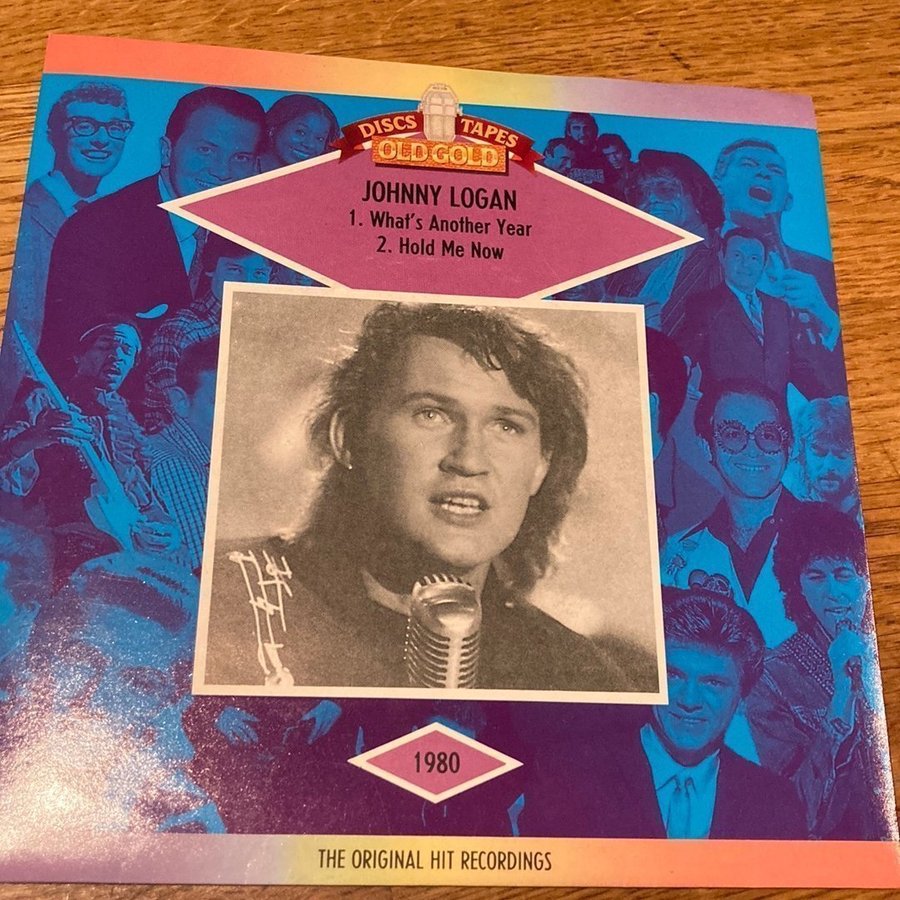 DISCS TAPES
OLD GOLD
JOHNNY LOGAN
1. What's Another Year
2. Hold Me Now
1980
THE ORIGINAL HIT RECORDINGS